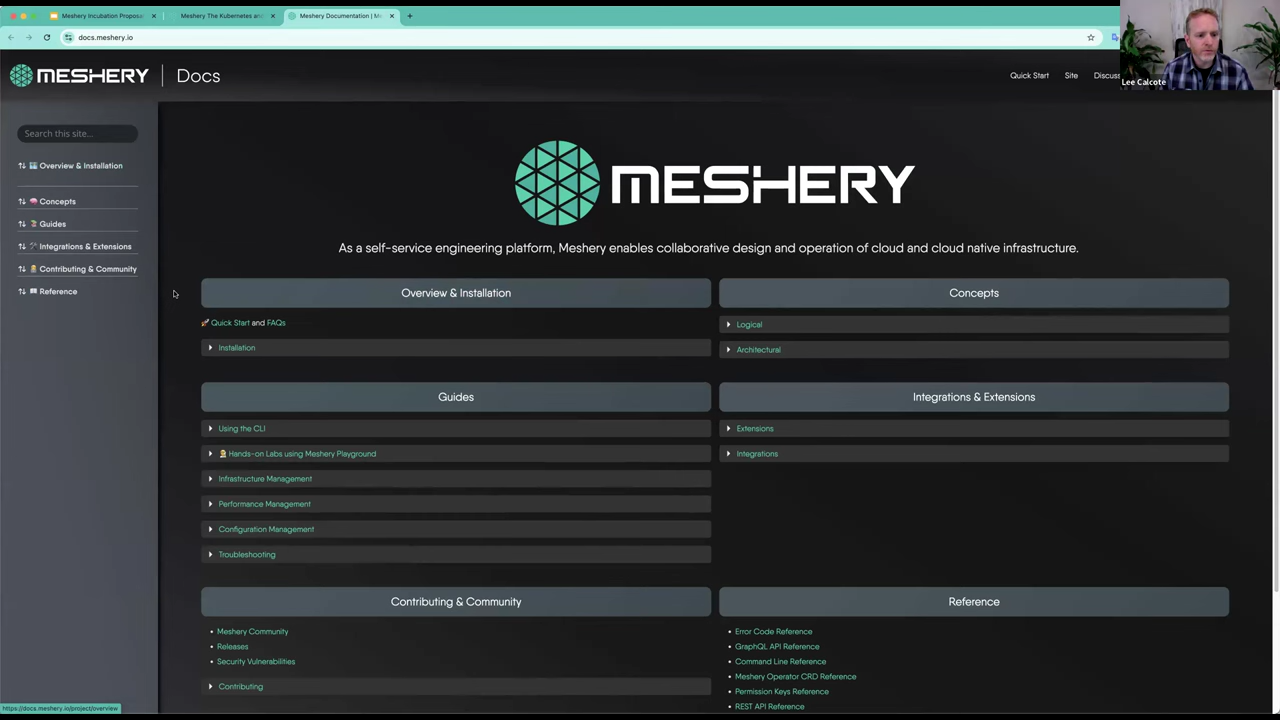 Meshery Incubation Proposal
Meshery The Kubernetes and
Meshery Documentation | Me
docs.meshery.io
MESHERY
Docs
Quick Start
Site
Discuss
Lee Calcote
Search this site...
Overview & Installation
Concepts
Guides
Integrations & Extensions
Contributing & Community
Reference
MESHERY
As a self-service engineering platform, Meshery enables collaborative design and operation of cloud and cloud native infrastructure.
Overview & Installation
Quick Start and FAQs
Installation
Concepts
Logical
Architectural
Guides
Using the CLI
Hands-on Labs using Meshery Playground
Infrastructure Management
Performance Management
Configuration Management
Troubleshooting
Integrations & Extensions
Extensions
Integrations
Contributing & Community
Meshery Community
Releases
Security Vulnerabilities
Contributing
Reference
Error Code Reference
GraphQL API Reference
Command Line Reference
Meshery Operator CRD Reference
Permission Keys Reference
REST API Reference
https://docs.meshery.io/project/overview